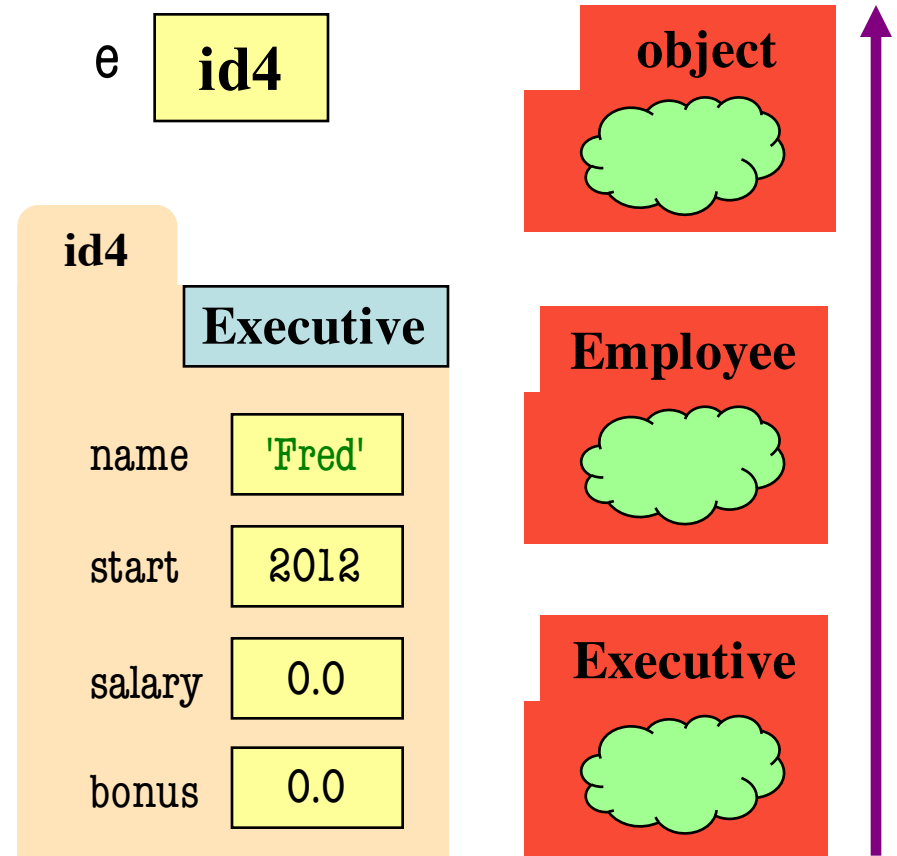 e id4
id4
Executive
name 'Fred'
start 2012
salary 0.0
bonus 0.0
object
Employee
Executive